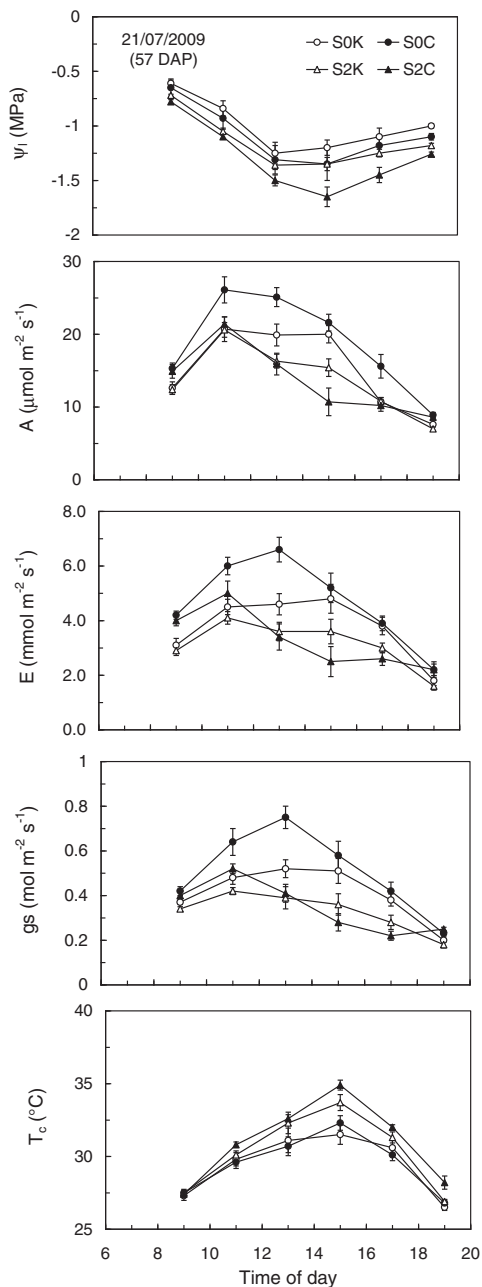 0
21/07/2009
(57 DAP)
S0K
S0C
S2K
S2C
-0.5
-1
-1.5
-2
Ψl (MPa)
30
20
10
0
A (μmol m-2 s-1)
8.0
6.0
4.0
2.0
0.0
E (mmol m-2 s-1)
1
0.8
0.6
0.4
0.2
0
gs (mol m-2 s-1)
40
35
30
25
Tc (°C)
8 10 12 14 16 18 20
Time of day